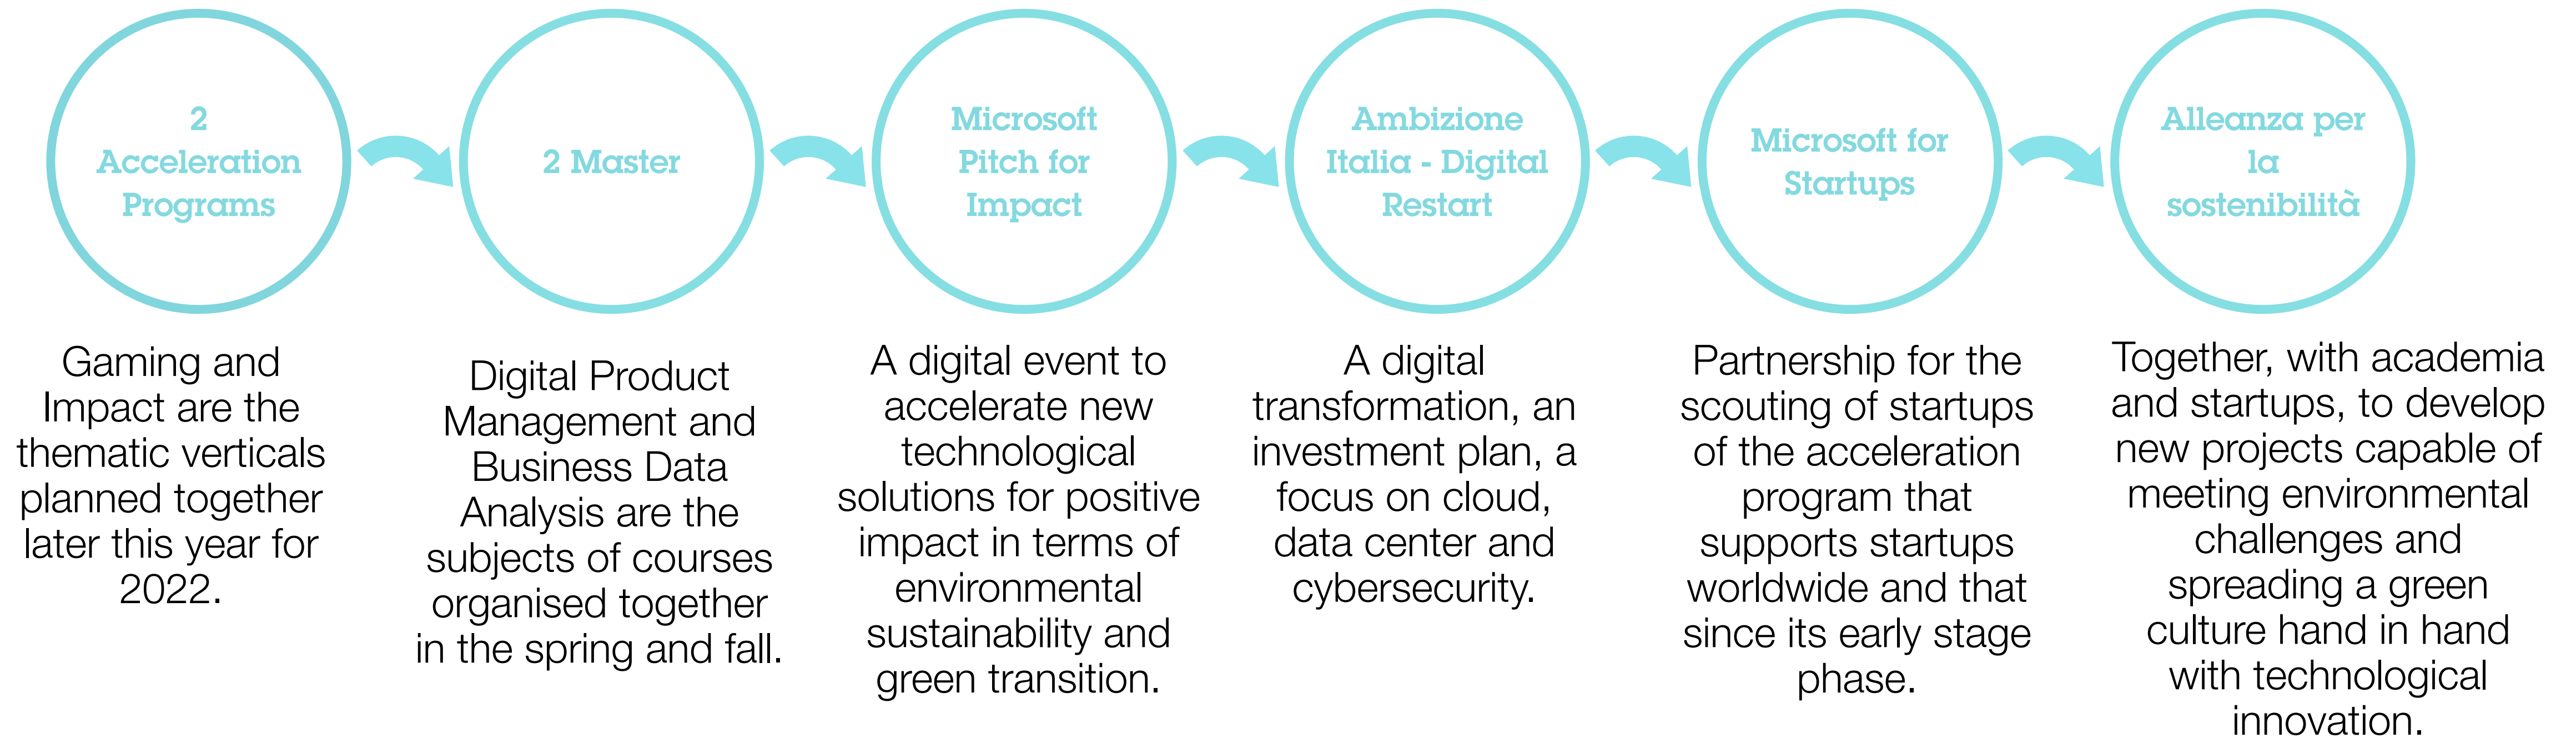 2
Acceleration
Programs
2 Master
Microsoft
Pitch for
Impact
Ambizione
Italia - Digital
Restart
Microsoft for
Startups
Alleanza per
la
sostenibilità
Gaming and
Impact are the
thematic verticals
planned together
later this year for
2022.
Digital Product
Management and
Business Data
Analysis are the
subjects of courses
organised together
in the spring and fall.
A digital event to
accelerate new
technological
solutions for positive
impact in terms of
environmental
sustainability and
green transition.
A digital
transformation, an
investment plan, a
focus on cloud,
data center and
cybersecurity.
Partnership for the
scouting of startups
of the acceleration
program that
supports startups
worldwide and that
since its early stage
phase.
Together, with academia
and startups, to develop
new projects capable of
meeting environmental
challenges and
spreading a green
culture hand in hand
with technological
innovation.